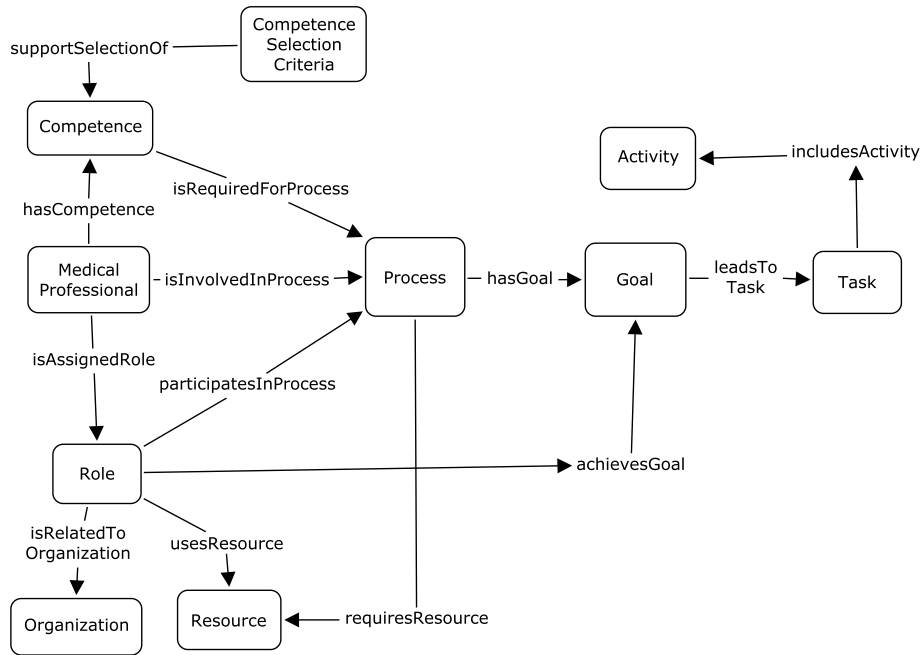 Competence
Selection
Criteria
supportSelectionOf
Competence
Activity
includesActivity
isRequiredForProcess
hasCompetence
Medical
Professional
isInvolvedInProcess
Process
hasGoal
Goal
leadsTo
Task
Task
isAssignedRole
participatesInProcess
Role
achievesGoal
isRelatedTo
Organization
usesResource
Organization
Resource
requiresResource